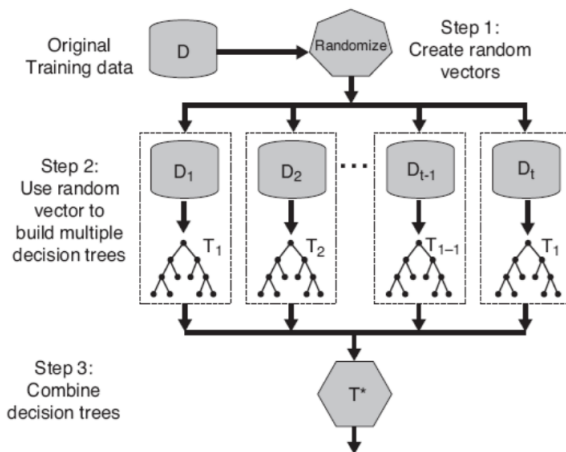 Original
Training data
D
Randomize
Step 1:
Create random
vectors
Step 2:
Use random
vector to
build multiple
decision trees
D₁
D₂
...
Dₜ₋₁
Dₜ
T₁
T₂
T₁₋₁
T₁
Step 3:
Combine
decision trees
T*